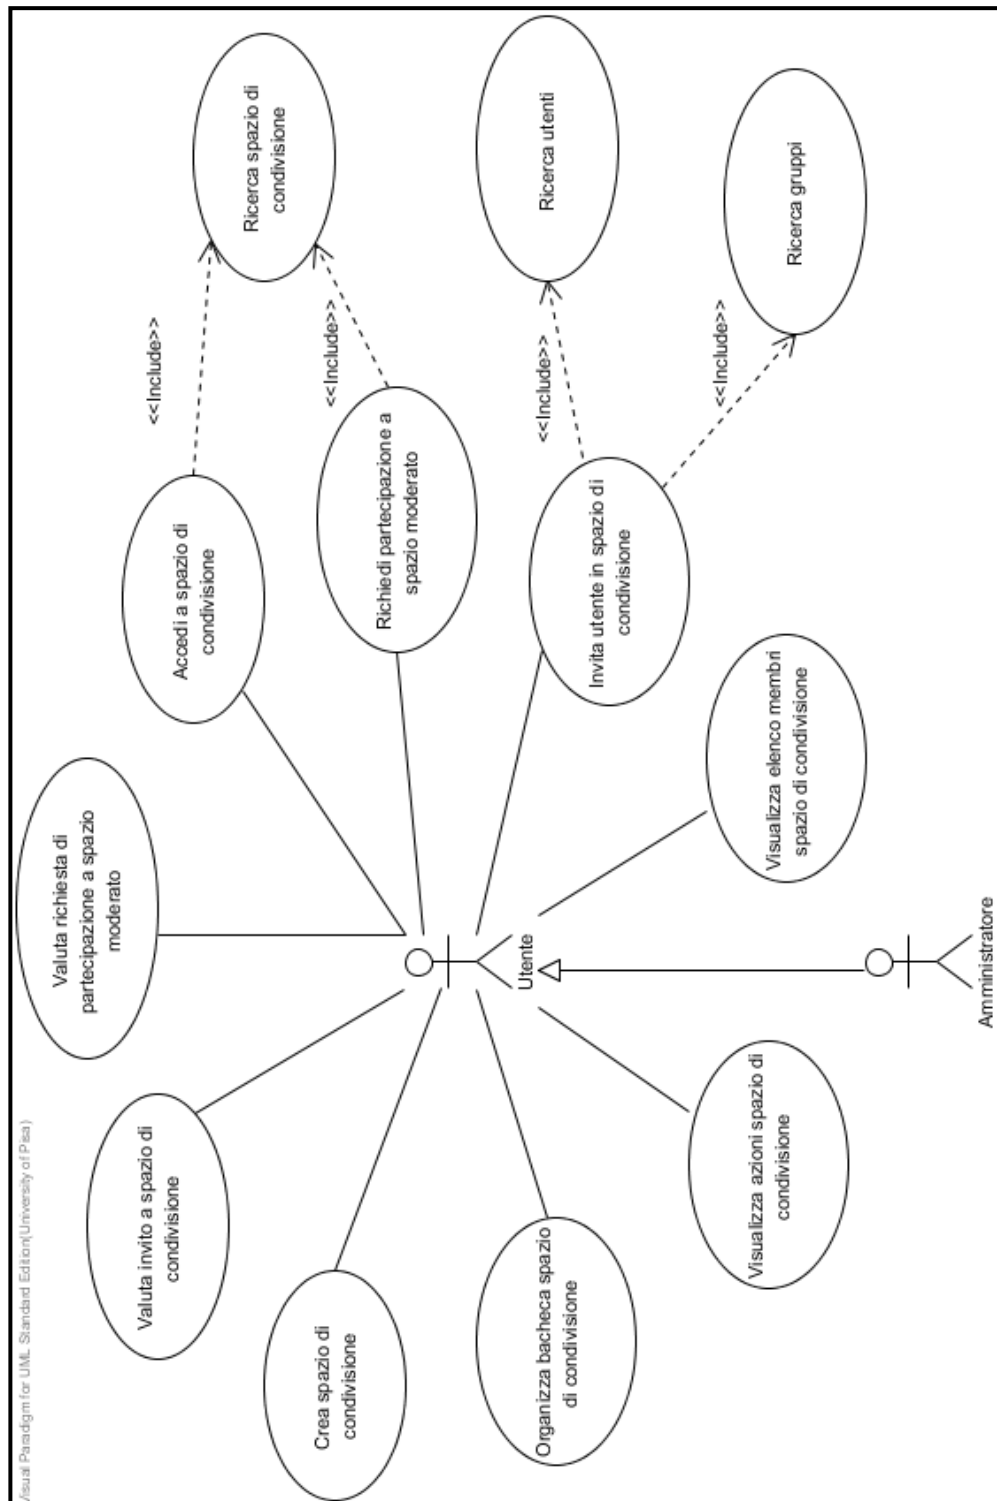 Visual Paradigm for UML Standard Edition(University of Pisa)
Valuta richiesta di
partecipazione a spazio
moderato
Valuta invito a spazio di
condivisione
Accedi a spazio di
condivisione
<<Include>>
Ricerca spazio di
condivisione
Crea spazio di
condivisione
Richiedi partecipazione a
spazio moderato
<<Include>>
Utente
Organizza bacheca spazio
di condivisione
Invita utente in spazio di
condivisione
<<Include>>
Ricerca utenti
<<Include>>
Ricerca gruppi
Visualizza azioni spazio di
condivisione
Visualizza elenco membri
spazio di condivisione
Amministratore